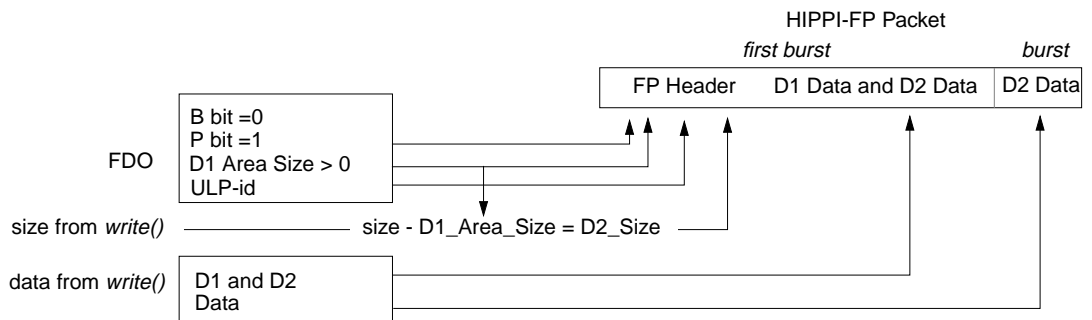 HIPPI-FP Packet
first burst burst
FP Header D1 Data and D2 Data D2 Data
B bit =0
P bit =1
FDO D1 Area Size > 0
ULP-id
size from write() size - D1_Area_Size = D2_Size
data from write() D1 and D2
Data